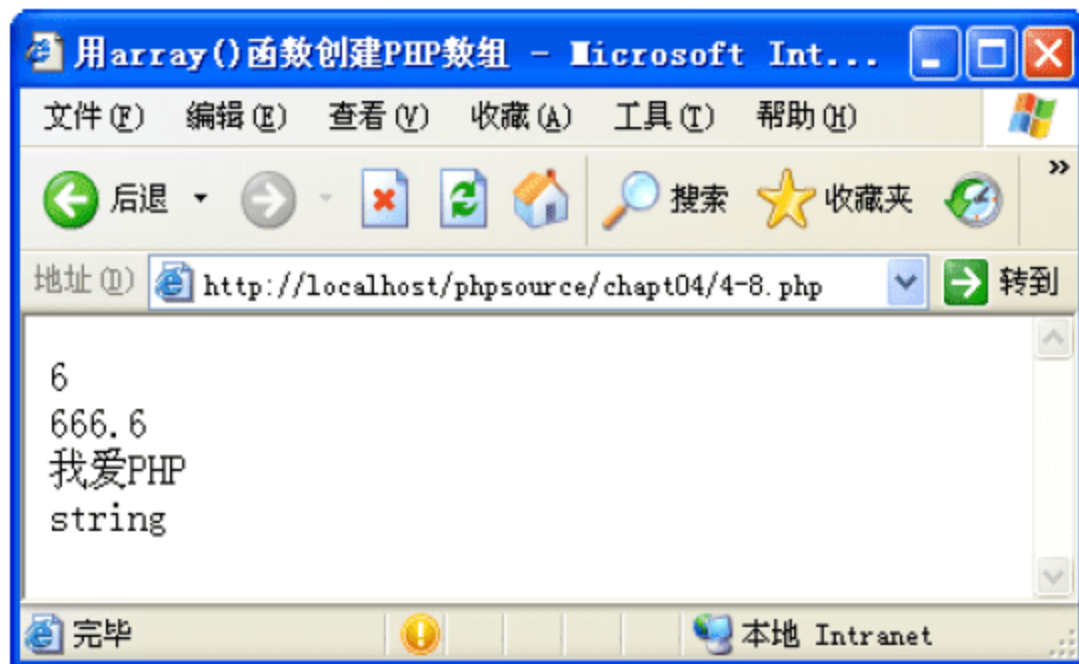 用array()函数创建PHP数组 - Microsoft Int...
文件(F) 编辑(E) 查看(V) 收藏(A) 工具(T) 帮助(H)
后退 搜索 收藏夹 »
地址(D) http://localhost/phpsource/chapt04/4-8.php 转到
6
666.6
我爱PHP
string
完毕 本地 Intranet